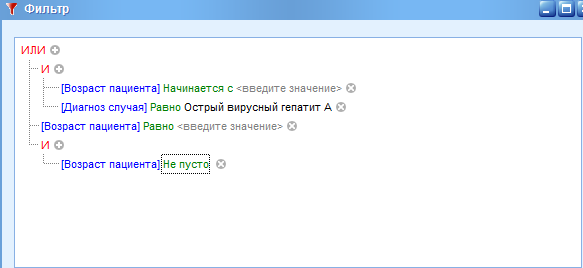 Фильтр
ИЛИ
И
[Возраст пациента] Начинается с <введите значение>
[Диагноз случая] Равно Острый вирусный гепатит А
[Возраст пациента] Равно <введите значение>
И
[Возраст пациента] Не пусто